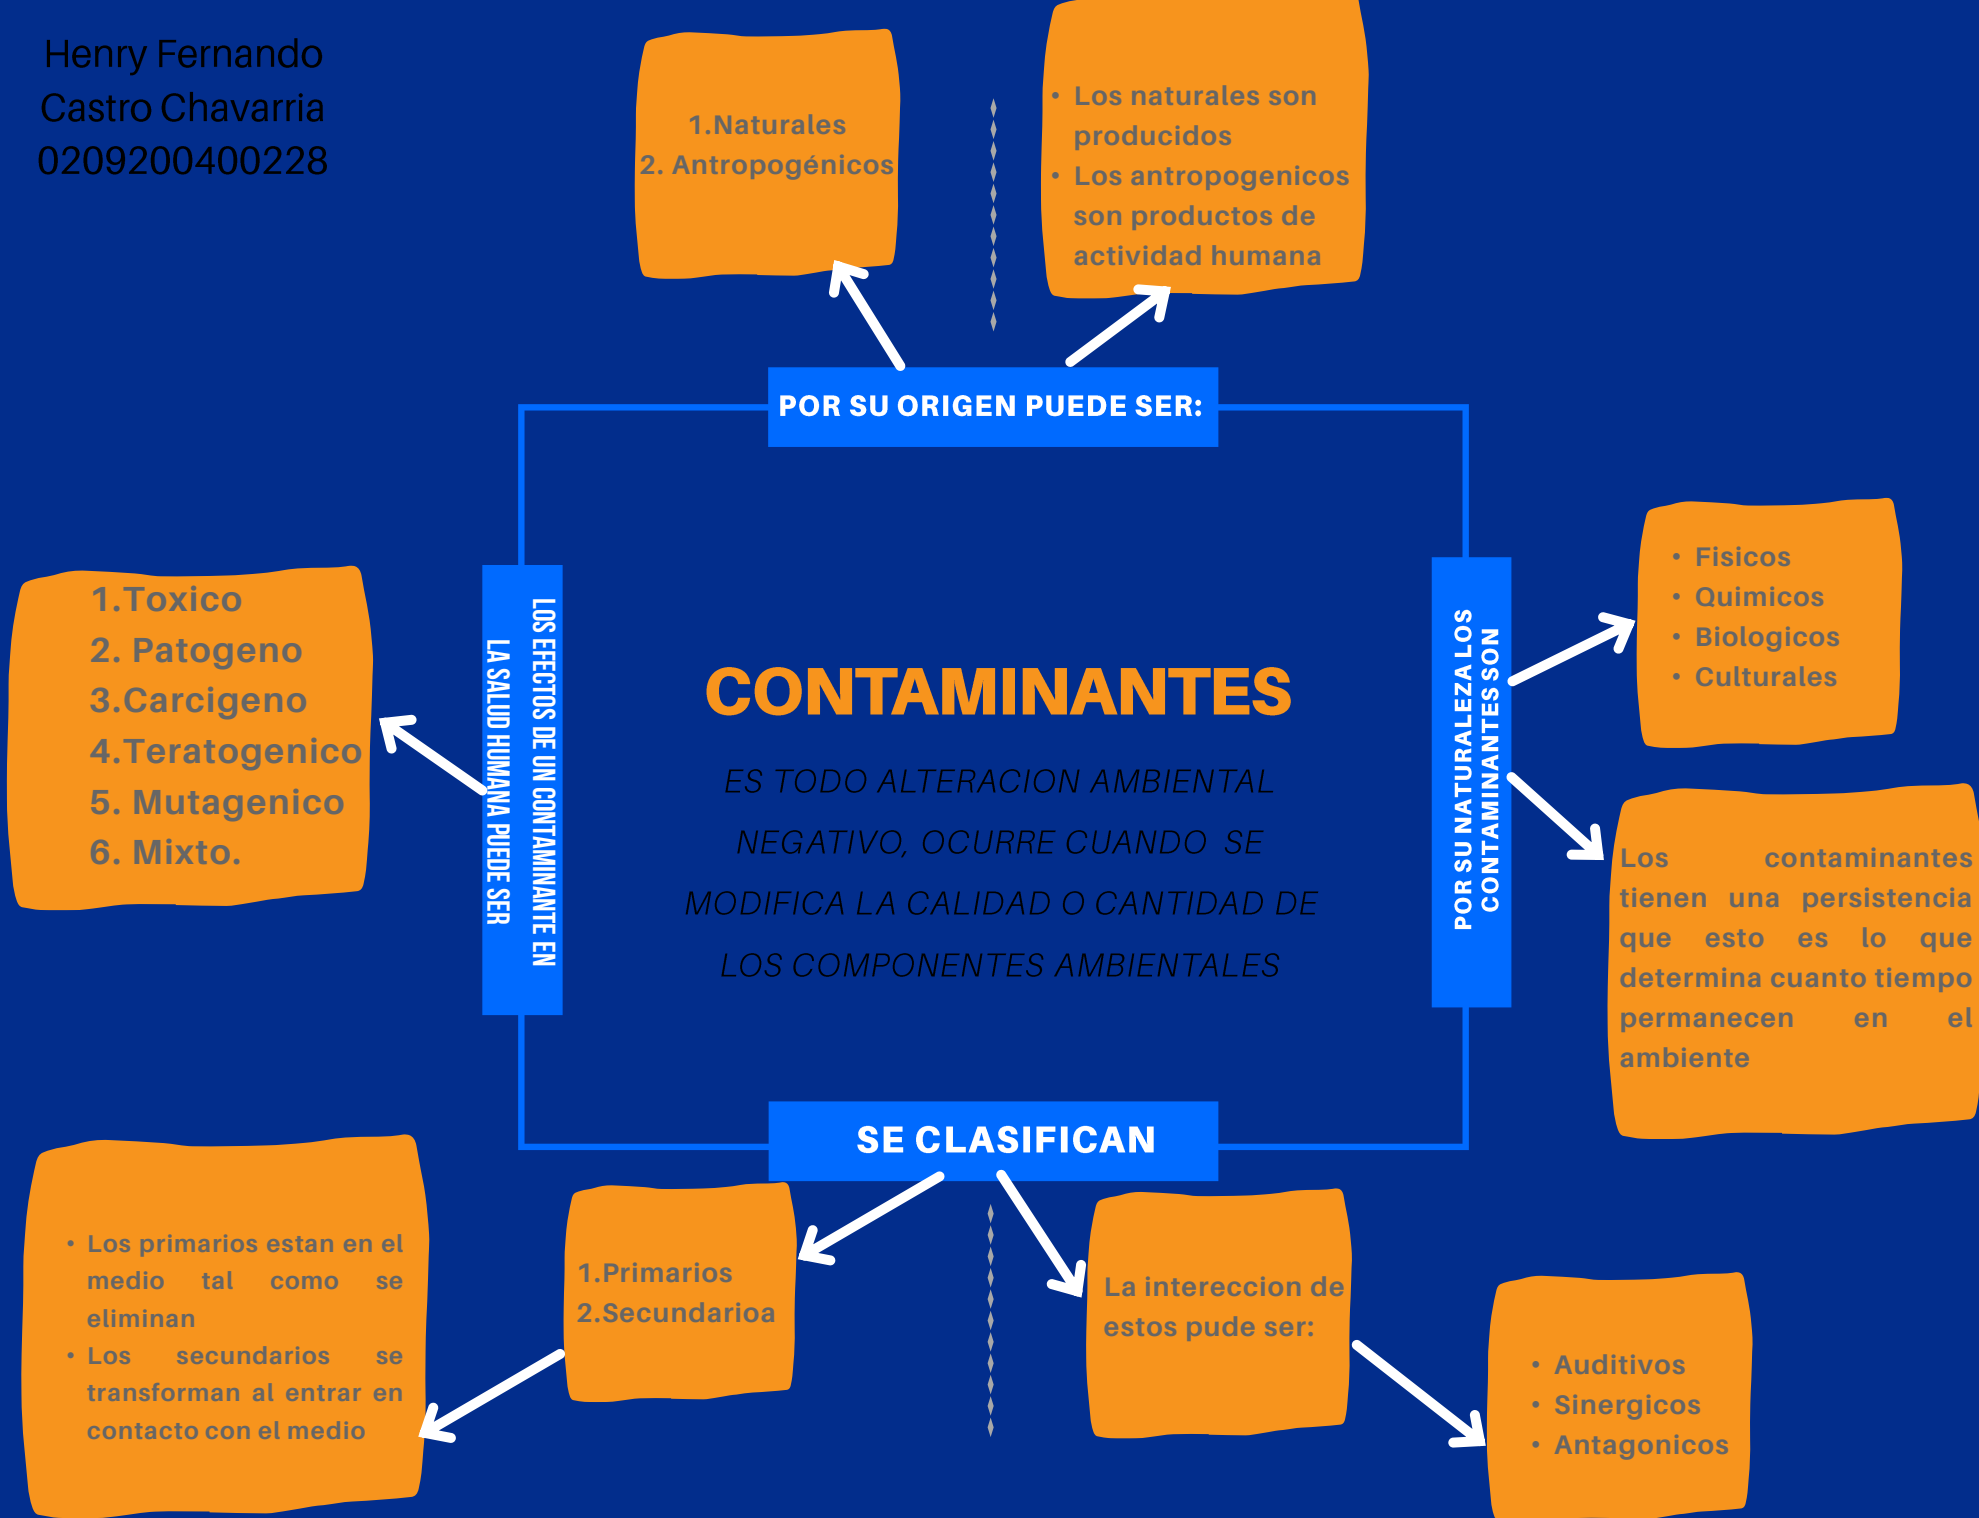 Henry Fernando
Castro Chavarria
0209200400228
1.Naturales
2. Antropogénicos
• Los naturales son
producidos
• Los antropogenicos
son productos de
actividad humana
POR SU ORIGEN PUEDE SER:
1.Toxico
2. Patogeno
3.Carcigeno
4.Teratogenico
5. Mutagenico
6. Mixto.
LOS EFECTOS DE UN CONTAMINANTE EN
LA SALUD HUMANA PUEDE SER
CONTAMINANTES
ES TODO ALTERACION AMBIENTAL
NEGATIVO, OCURRE CUANDO SE
MODIFICA LA CALIDAD O CANTIDAD DE
LOS COMPONENTES AMBIENTALES
POR SU NATURALEZA LOS
CONTAMINANTES SON
• Fisicos
• Quimicos
• Biologicos
• Culturales
Los contaminantes
tienen una persistencia
que esto es lo que
determina cuanto tiempo
permanecen en el
ambiente
SE CLASIFICAN
1.Primarios
2.Secundarioa
• Los primarios estan en el
medio tal como se
eliminan
• Los secundarios se
transforman al entrar en
contacto con el medio
La intereccion de
estos pude ser:
• Auditivos
• Sinergicos
• Antagonicos